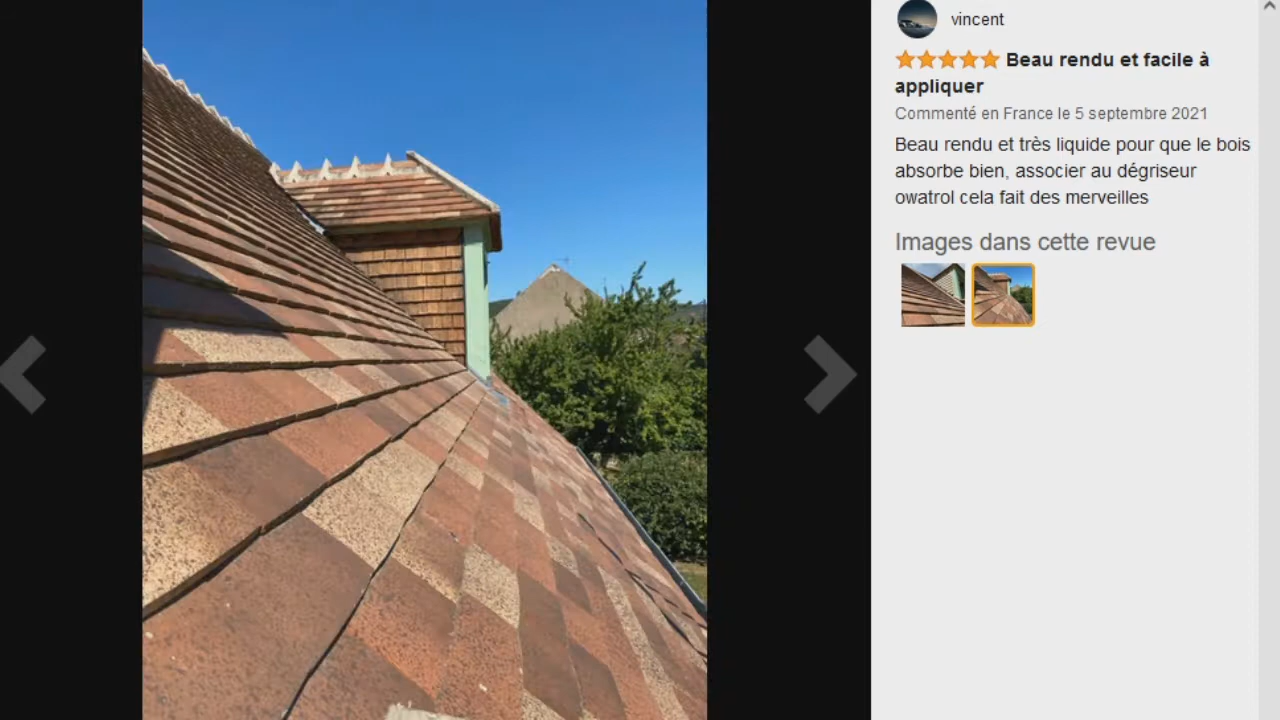 vincent
Beau rendu et facile à
appliquer
Commenté en France le 5 septembre 2021
Beau rendu et très liquide pour que le bois
absorbe bien, associer au dégriseur
owatrol cela fait des merveilles
Images dans cette revue